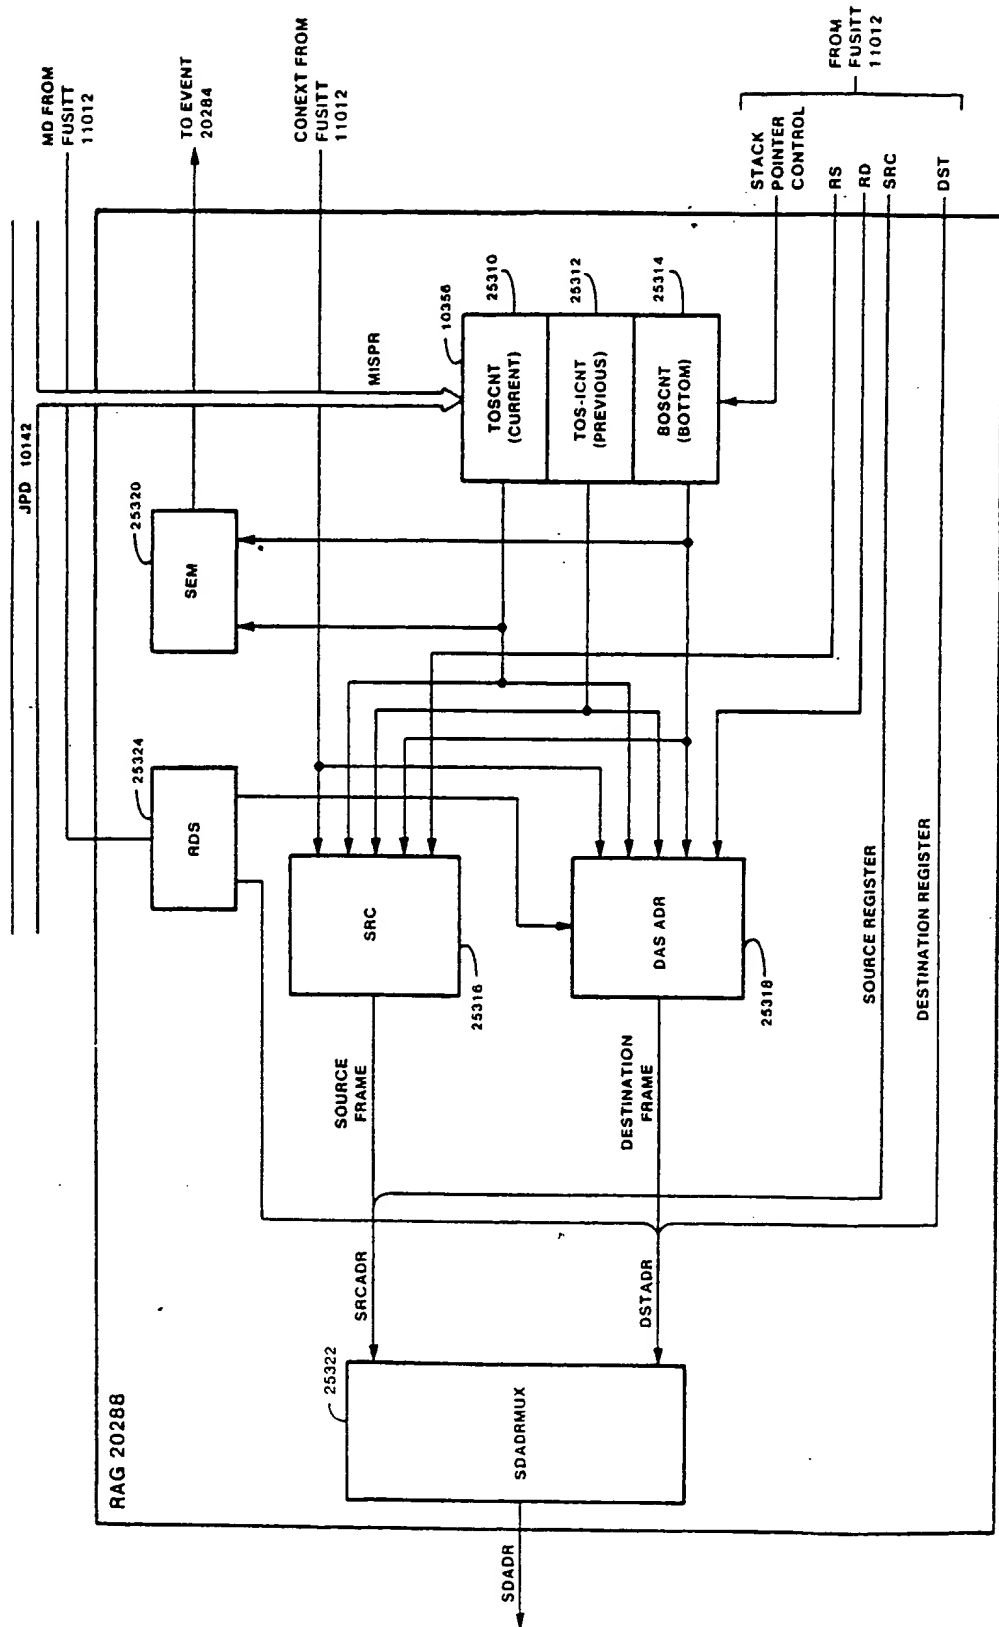 RAG 20288
JPD 10142
MD FROM
FUSITT
11012
TO EVENT
20284
CONEXT FROM
FUSITT
11012
FROM
FUSITT
11012
STACK
POINTER
CONTROL
RS
RD
SRC
DST
MISPR
10356
TOSCNT
(CURRENT)
25310
TOS-ICNT
(PREVIOUS)
25312
BOSCNT
(BOTTOM)
25314
25320
SEM
25324
RDS
SRC
25316
DAS ADR
25318
SOURCE REGISTER
DESTINATION REGISTER
SOURCE
FRAME
DESTINATION
FRAME
SRCADR
DSTADR
25322
SDADRMUX
SDADR